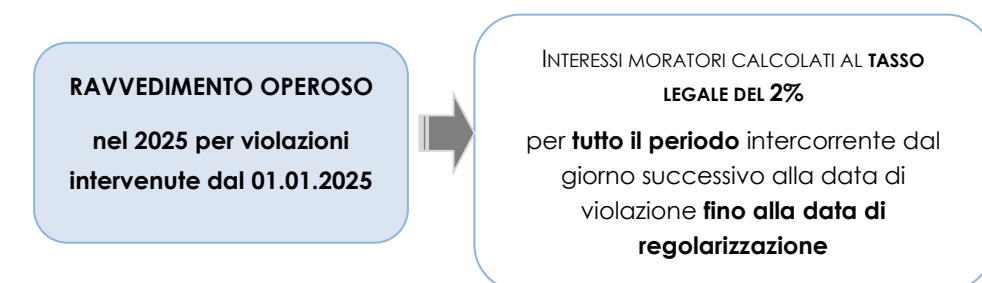 RAVVEDIMENTO OPEROSO
nel 2025 per violazioni
intervenute dal 01.01.2025
INTERESSI MORATORI CALCOLATI AL TASSO
LEGALE DEL 2%
per tutto il periodo intercorrente dal
giorno successivo alla data di
violazione fino alla data di
regolarizzazione